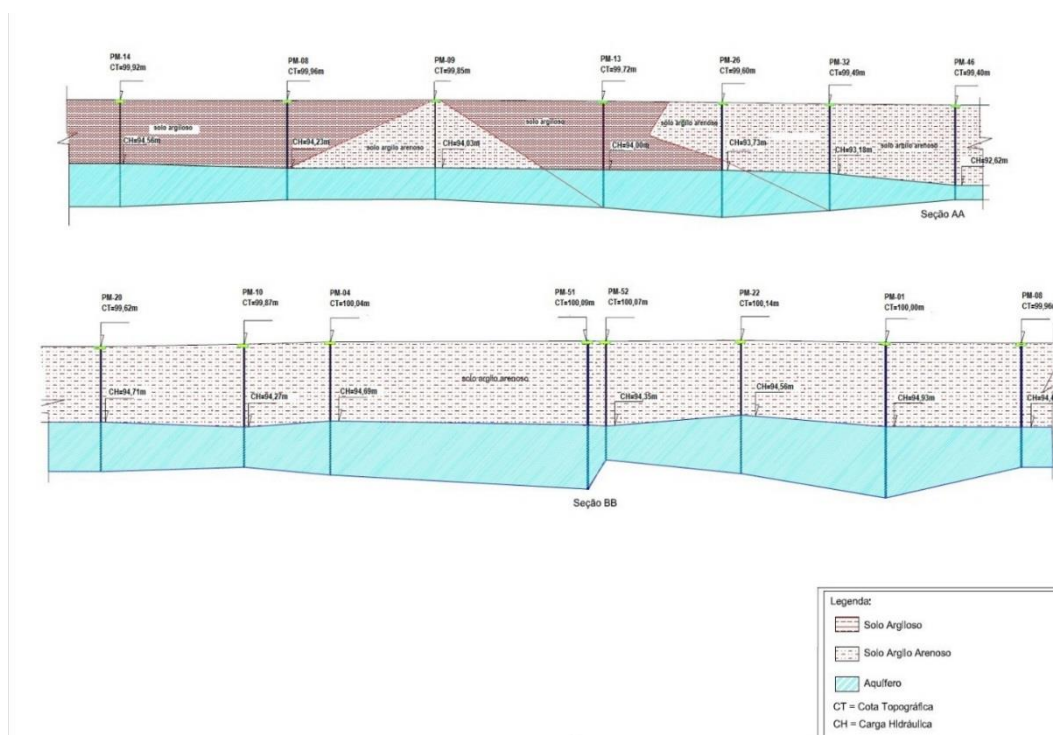 PM-14
CT=99,92m
PM-08
CT=99,96m
PM-09
CT=99,85m
PM-13
CT=99,72m
PM-26
CT=99,60m
PM-32
CT=99,49m
PM-46
CT=99,40m
solo argiloso
solo argiloso
solo argilo arenoso
CH=94,56m
CH=94,23m
solo argilo arenoso
CH=94,03m
CH=94,00m
CH=93,73m
CH=93,18m
solo argilo arenoso
CH=92,62m
Seção AA
PM-20
CT=99,62m
PM-10
CT=99,87m
PM-04
CT=100,04m
PM-51
CT=100,09m
PM-52
CT=100,07m
PM-22
CT=100,14m
PM-01
CT=100,00m
PM-08
CT=99,96m
solo argilo arenoso
CH=94,71m
CH=94,27m
CH=94,69m
CH=94,35m
CH=94,56m
CH=94,93m
CH=94,4
Seção BB
Legenda:
Solo Argiloso
Solo Argilo Arenoso
Aquífero
CT = Cota Topográfica
CH = Carga Hidráulica